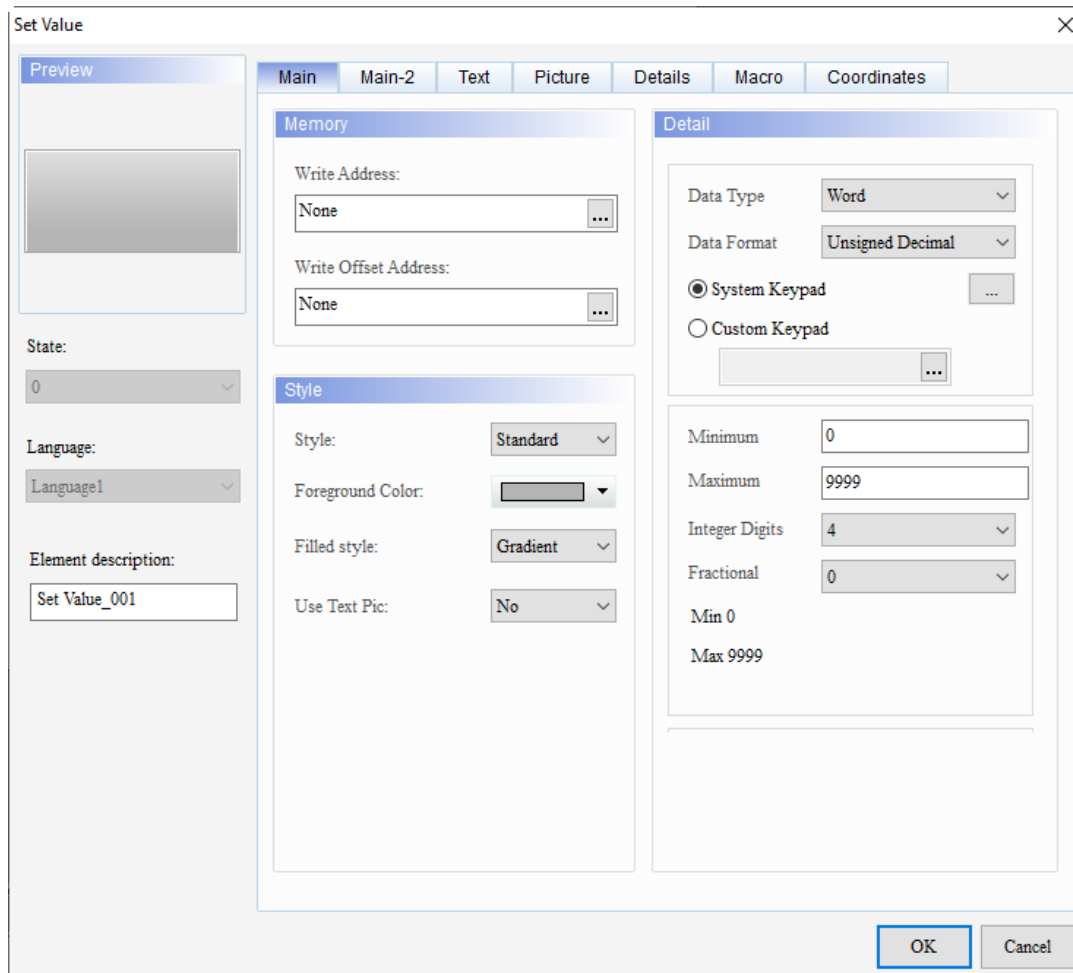 Set Value
Preview
State:
0
Language:
Language1
Element description:
Set Value_001
Main Main-2 Text Picture Details Macro Coordinates
Memory
Write Address:
None ...
Write Offset Address:
None ...
Style
Style: Standard
Foreground Color:
Filled style: Gradient
Use Text Pic: No
Detail
Data Type Word
Data Format Unsigned Decimal
System Keypad ...
Custom Keypad
...
Minimum 0
Maximum 9999
Integer Digits 4
Fractional 0
Min 0
Max 9999
OK Cancel